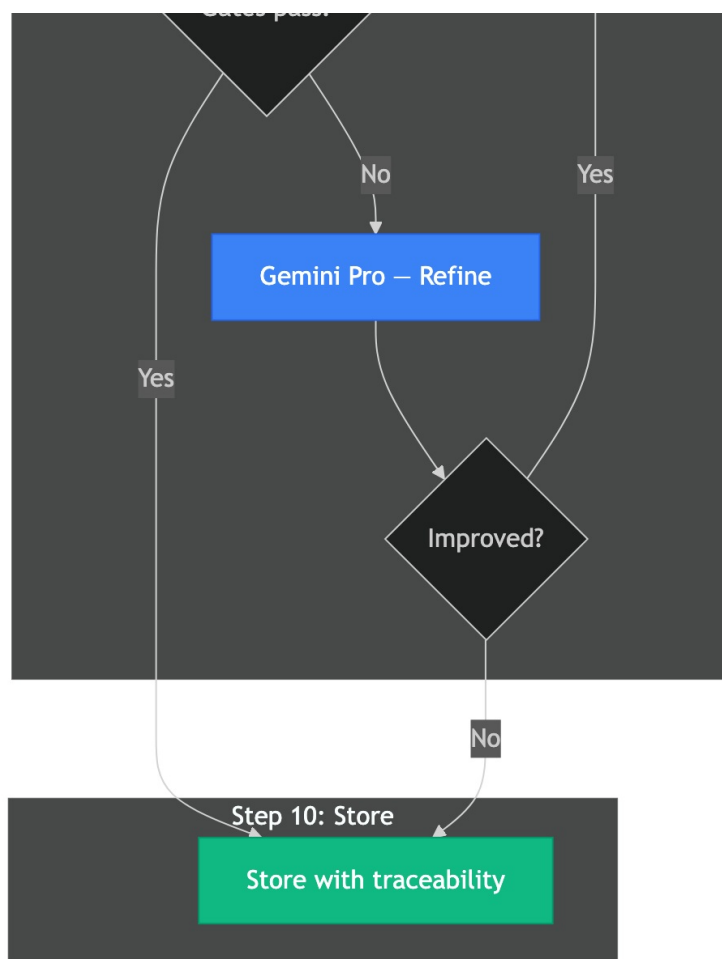 No
Yes
Gemini Pro — Refine
Yes
Improved?
No
Step 10: Store
Store with traceability